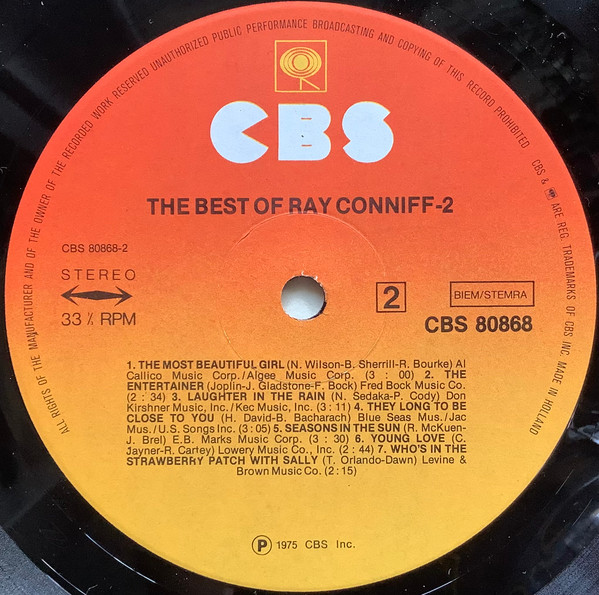 ALL RIGHTS OF THE MANUFACTURER AND OF THE OWNER OF THE RECORDED WORK RESERVED UNAUTHORIZED PUBLIC PERFORMANCE BROADCASTING AND COPYING OF THIS RECORD PROHIBITED
CBS & ARE REG. TRADEMARKS OF CBS INC. MADE IN HOLLAND
CBS
THE BEST OF RAY CONNIFF-2
CBS 80868-2
STEREO
33 ⅓ RPM
2
BIEM/STEMRA
CBS 80868
1. THE MOST BEAUTIFUL GIRL (N. Wilson-B. Sherrill-R. Bourke) Al
Callico Music Corp./Algee Music Corp. (3 : 00) 2. THE
ENTERTAINER (Joplin-J. Gladstone-F. Bock) Fred Bock Music Co.
(2 : 34) 3. LAUGHTER IN THE RAIN (N. Sedaka-P. Cody) Don
Kirshner Music, Inc./Kec Music, Inc. (3 : 11) 4. THEY LONG TO BE
CLOSE TO YOU (H. David-B. Bacharach) Blue Seas Mus./Jac
Mus./U.S. Songs Inc. (3 : 05) 5. SEASONS IN THE SUN (R. McKuen-
J. Brel) E.B. Marks Music Corp. (3 : 30) 6. YOUNG LOVE (C.
Jayner-R. Cartey) Lowery Music Co., Inc. (2 : 44) 7. WHO'S IN THE
STRAWBERRY PATCH WITH SALLY (T. Orlando-Dawn) Levine &
Brown Music Co. (2 : 15)
℗ 1975 CBS Inc.